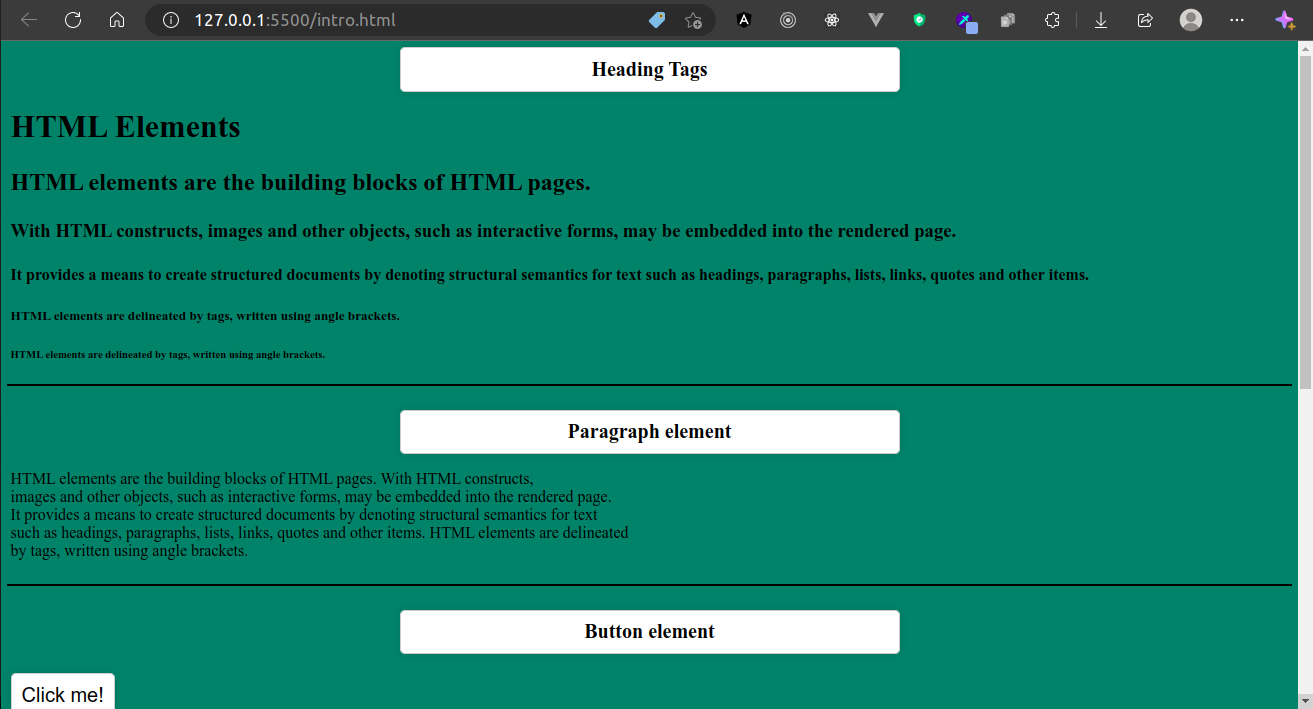 127.0.0.1:5500/intro.html
Heading Tags
HTML Elements
HTML elements are the building blocks of HTML pages.
With HTML constructs, images and other objects, such as interactive forms, may be embedded into the rendered page.
It provides a means to create structured documents by denoting structural semantics for text such as headings, paragraphs, lists, links, quotes and other items.
HTML elements are delineated by tags, written using angle brackets.
HTML elements are delineated by tags, written using angle brackets.
Paragraph element
HTML elements are the building blocks of HTML pages. With HTML constructs,
images and other objects, such as interactive forms, may be embedded into the rendered page.
It provides a means to create structured documents by denoting structural semantics for text
such as headings, paragraphs, lists, links, quotes and other items. HTML elements are delineated
by tags, written using angle brackets.
Button element
Click me!